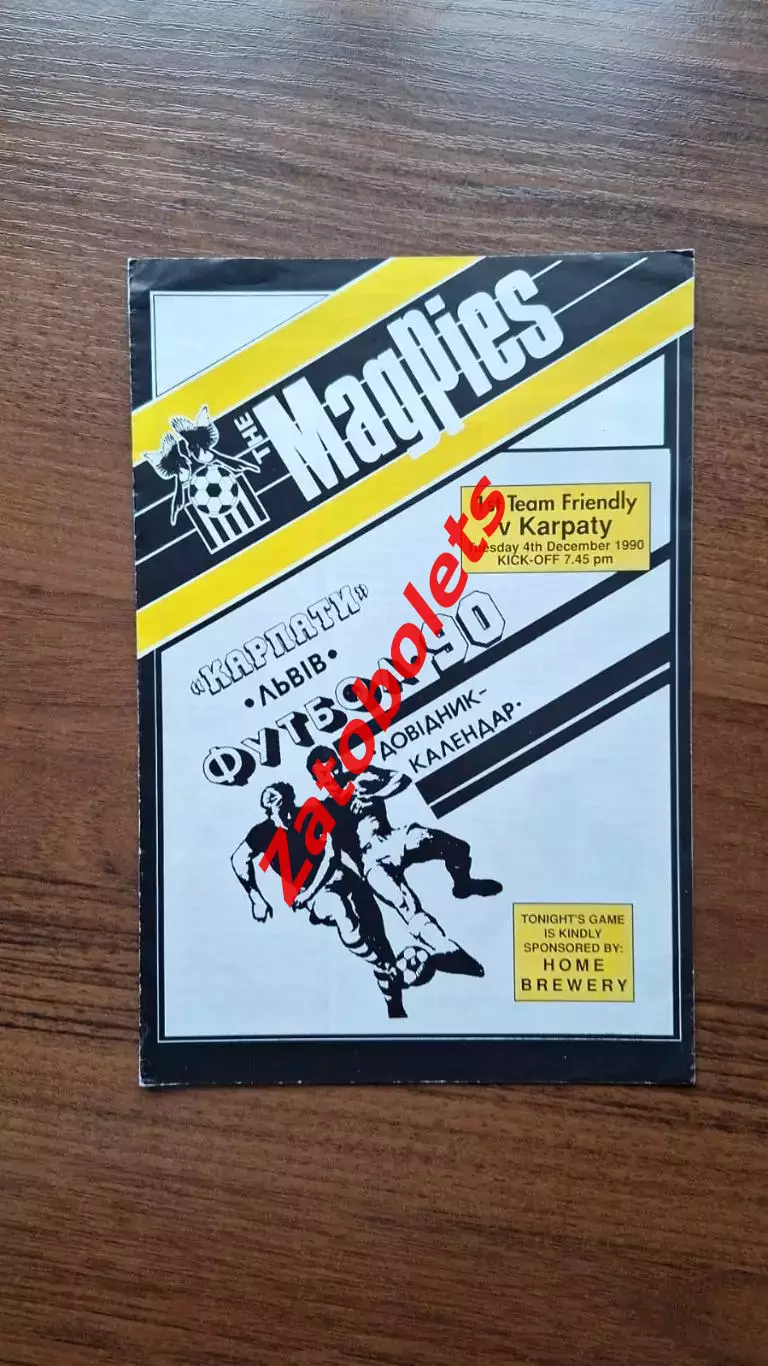 THE MagPies
1st Team Friendly
v Karpaty
Tuesday 4th December 1990
KICK-OFF 7.45 pm
"КАРПАТИ"
• ЛЬВІВ •
ФУТБОЛ-90
ДОВІДНИК-
КАЛЕНДАР.
Zatobolets
TONIGHT'S GAME
IS KINDLY
SPONSORED BY:
HOME
BREWERY